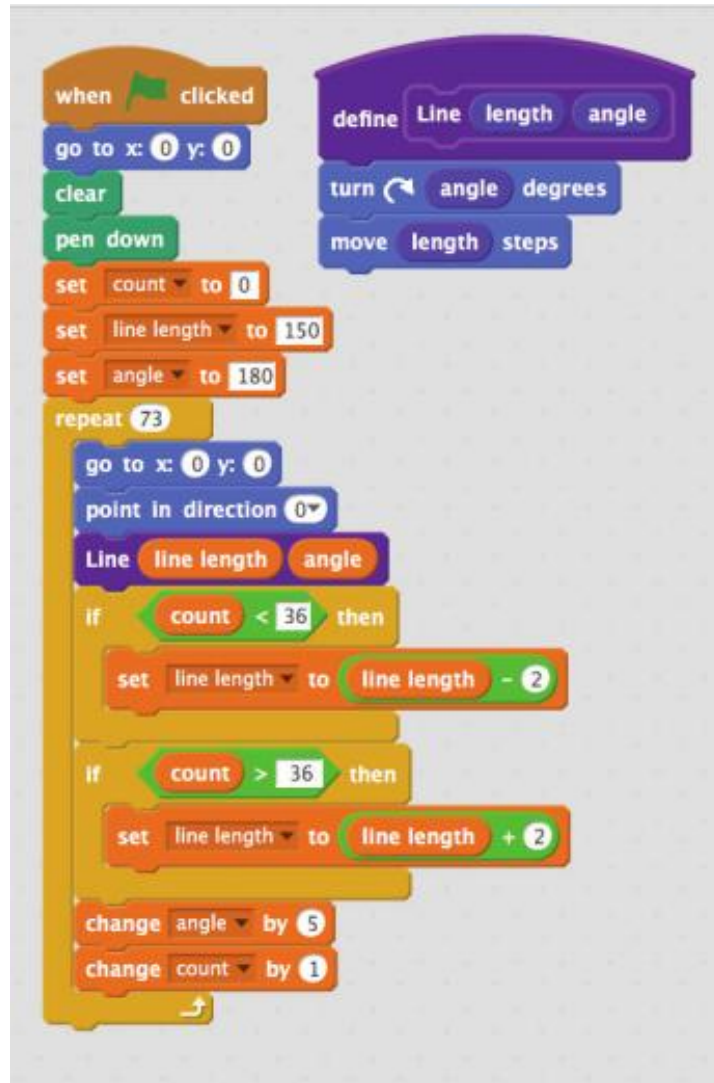 when clicked
go to x: 0 y: 0
clear
pen down
set count to 0
set line length to 150
set angle to 180
repeat 73
go to x: 0 y: 0
point in direction 0
Line line length angle
if count < 36 then
set line length to line length - 2
if count > 36 then
set line length to line length + 2
change angle by 5
change count by 1
define Line length angle
turn angle degrees
move length steps